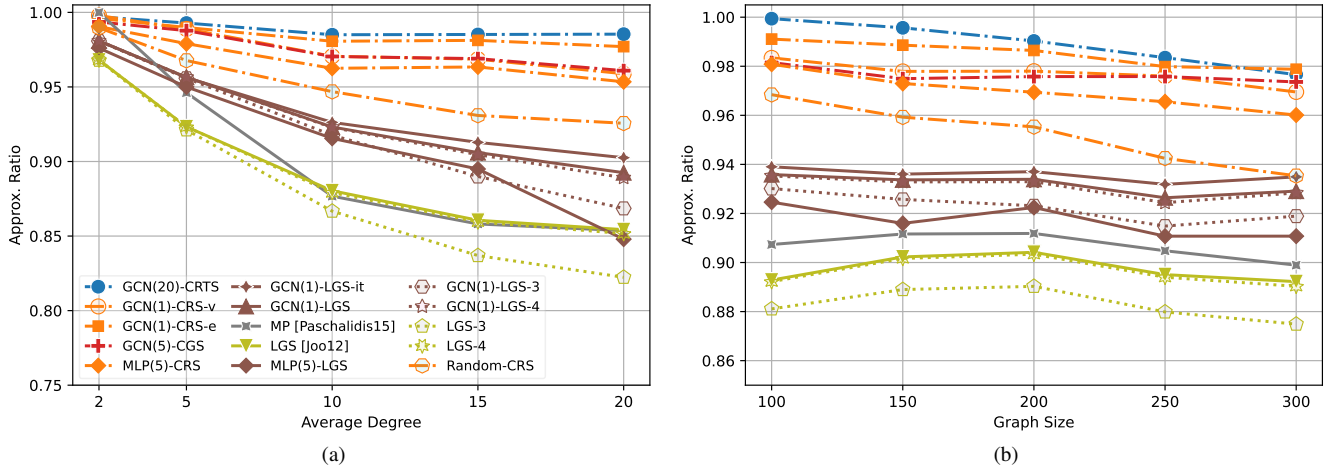 1.00
0.95
0.90
0.85
0.80
0.75
Approx. Ratio
2
5
10
15
20
Average Degree
GCN(20)-CRTS
GCN(1)-CRS-v
GCN(1)-CRS-e
GCN(5)-CGS
MLP(5)-CRS
GCN(1)-LGS-it
GCN(1)-LGS
MP [Paschalidis15]
LGS [Joo12]
MLP(5)-LGS
GCN(1)-LGS-3
GCN(1)-LGS-4
LGS-3
LGS-4
Random-CRS
(a)
1.00
0.98
0.96
0.94
0.92
0.90
0.88
0.86
Approx. Ratio
100
150
200
250
300
Graph Size
(b)